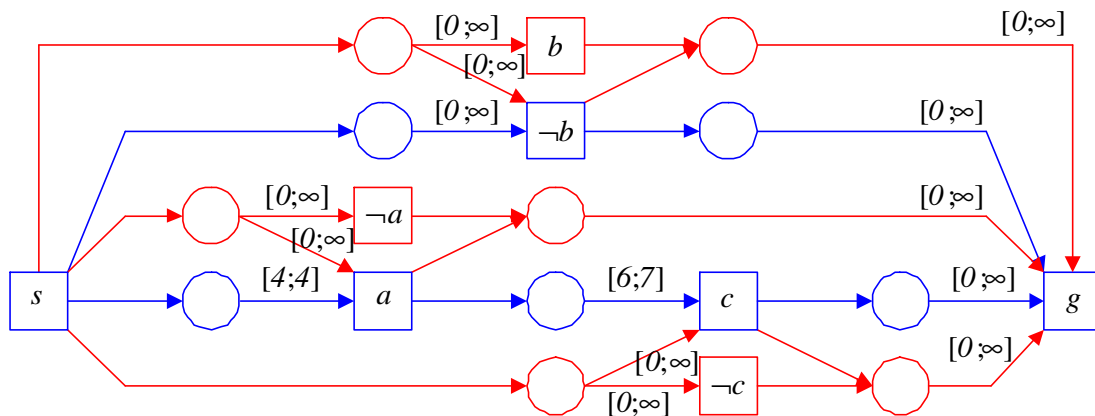 [0;∞] b [0;∞]
[0;∞]
[0;∞] ¬b [0;∞]
[0;∞] ¬a [0;∞]
[0;∞]
s [4;4] a [6;7] c [0;∞] g
[0;∞] [0;∞]
[0;∞] ¬c